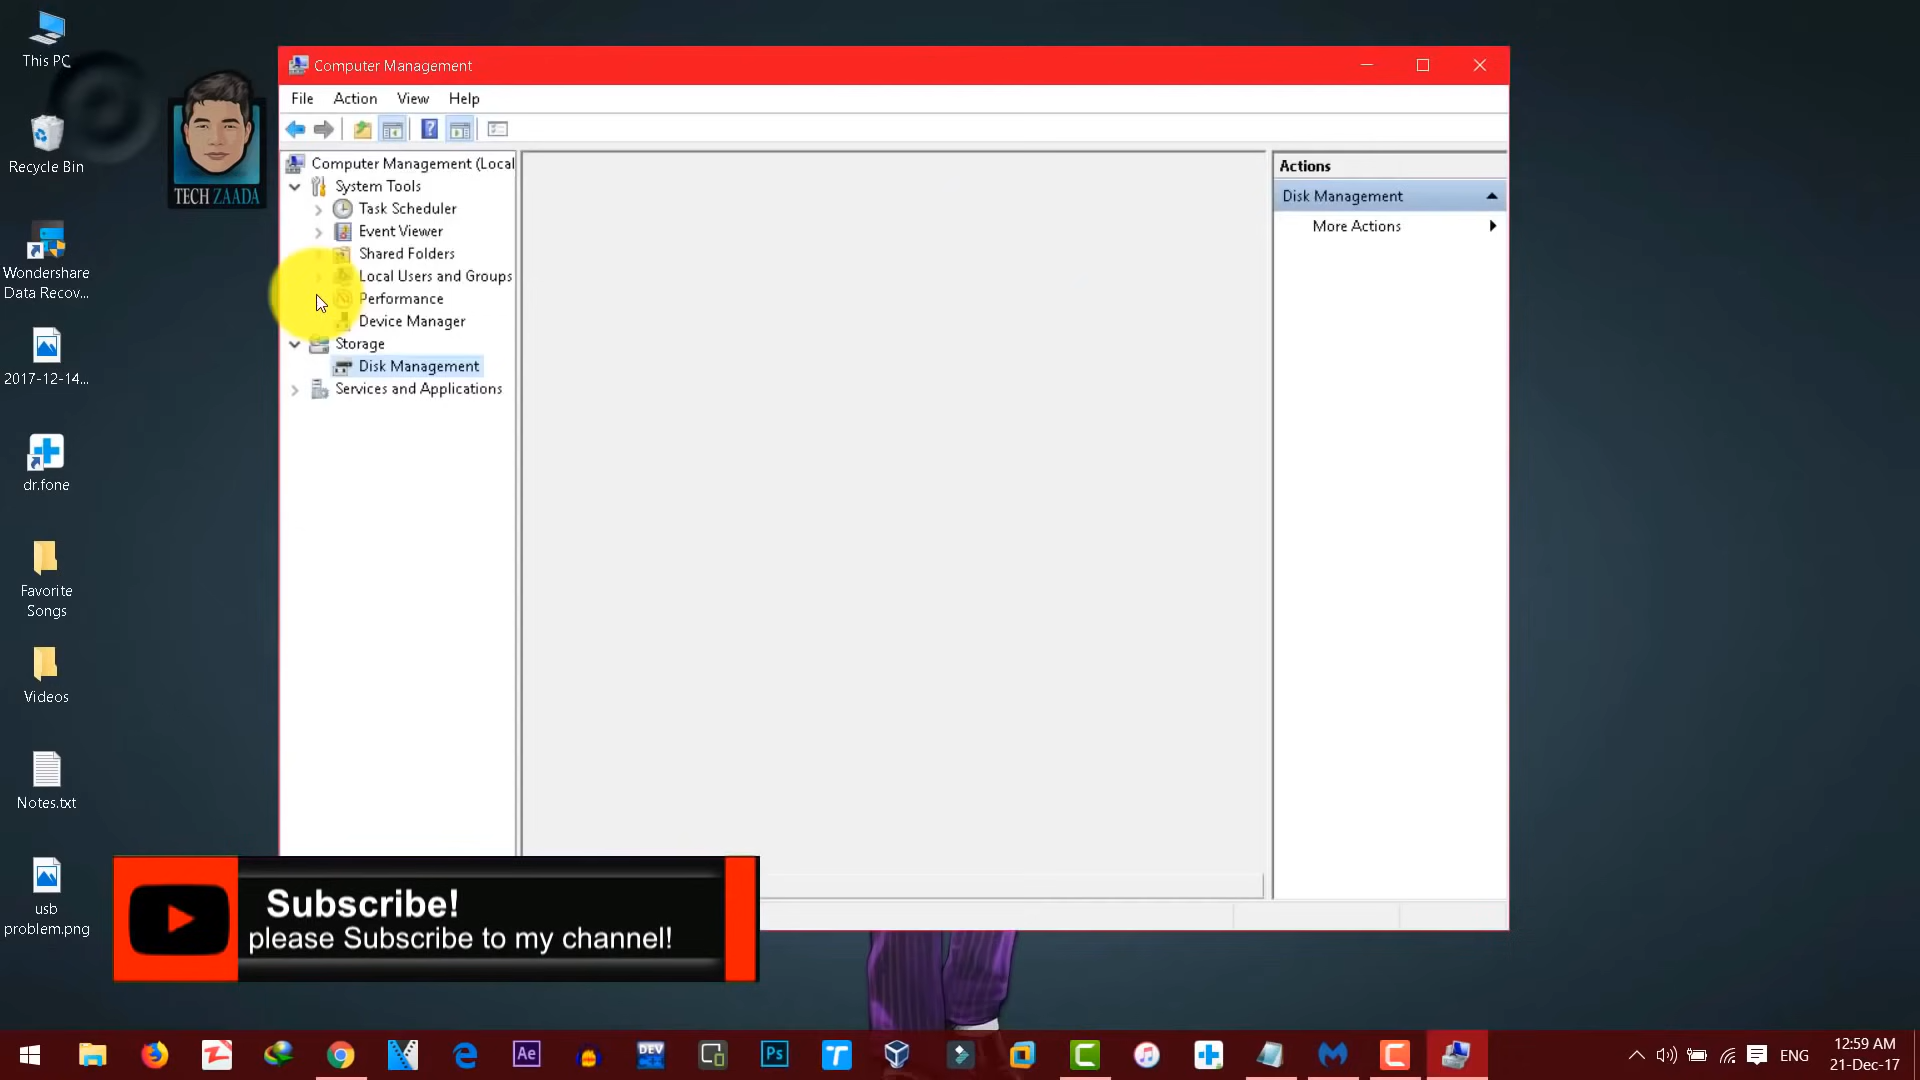 This PC
Recycle Bin
Wondershare
Data Recov...
2017-12-14...
dr.fone
Favorite
Songs
Videos
Notes.txt
usb
problem.png
TECH ZAADA
Computer Management
File Action View Help
Computer Management (Local
System Tools
Task Scheduler
Event Viewer
Shared Folders
Local Users and Groups
Performance
Device Manager
Storage
Disk Management
Services and Applications
Actions
Disk Management
More Actions
Subscribe!
please Subscribe to my channel!
Ae
DEV
Ps
ENG
12:59 AM
21-Dec-17